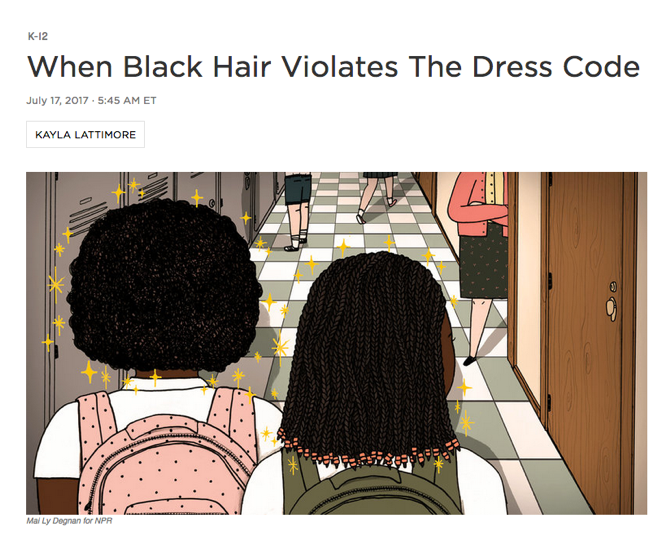 K-12
When Black Hair Violates The Dress Code
July 17, 2017 · 5:45 AM ET
KAYLA LATTIMORE
Mai Ly Degnan for NPR